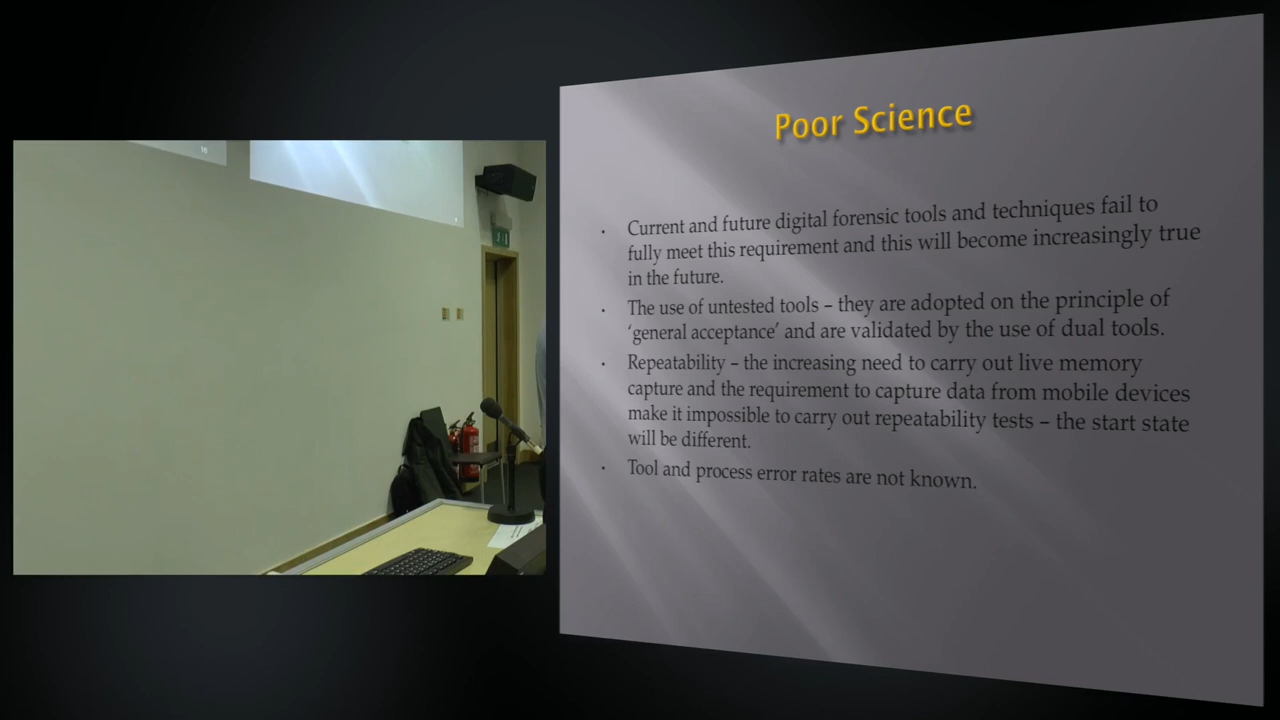 Poor Science
· Current and future digital forensic tools and techniques fail to
fully meet this requirement and this will become increasingly true
in the future.
· The use of untested tools – they are adopted on the principle of
‘general acceptance’ and are validated by the use of dual tools.
· Repeatability – the increasing need to carry out live memory
capture and the requirement to capture data from mobile devices
make it impossible to carry out repeatability tests – the start state
will be different.
· Tool and process error rates are not known.